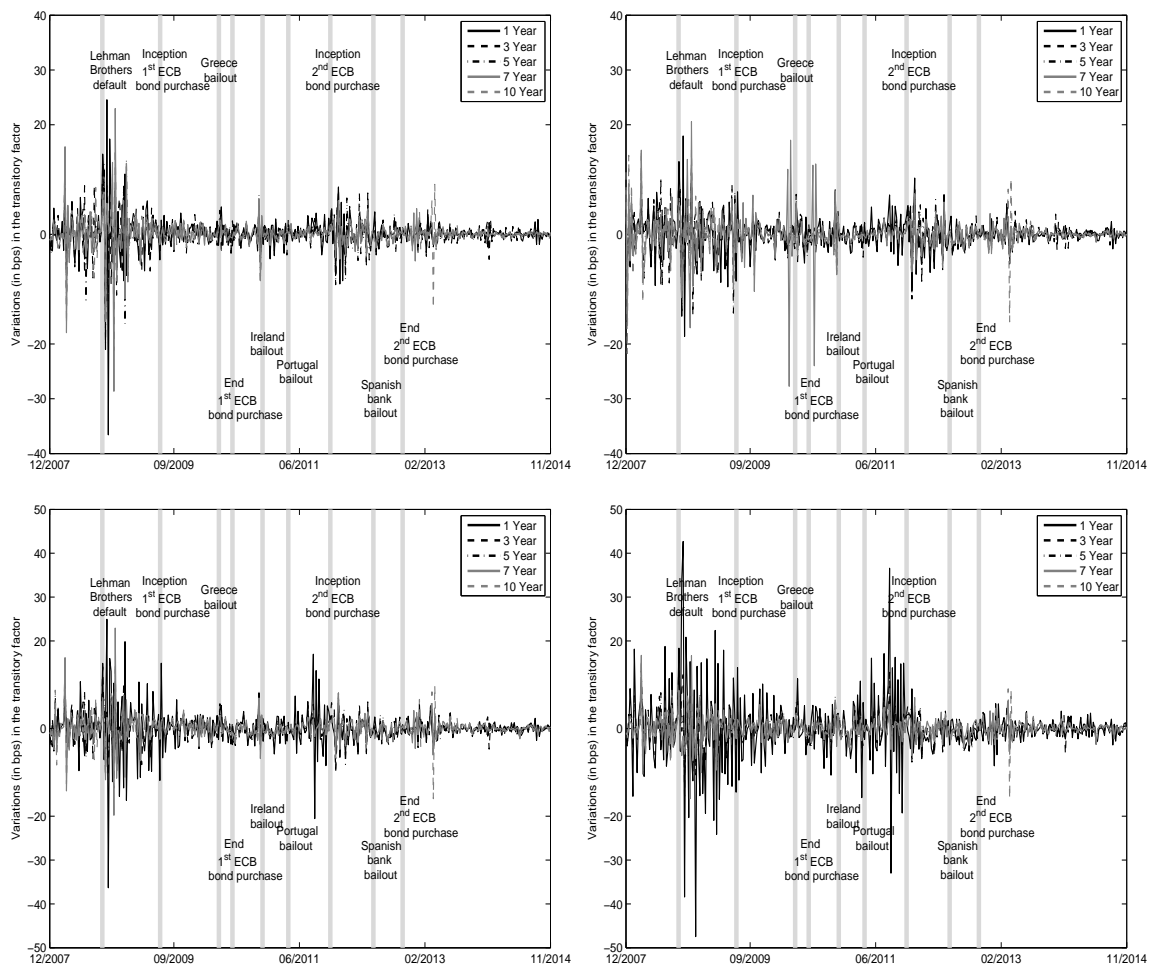 40
30
20
10
0
−10
−20
−30
−40
Variations (in bps) in the transitory factor
12/2007
09/2009
06/2011
02/2013
11/2014
Lehman
Brothers
default
Inception
1st ECB
bond purchase
Greece
bailout
Inception
2nd ECB
bond purchase
1 Year
3 Year
5 Year
7 Year
10 Year
Ireland
bailout
Portugal
bailout
End
1st ECB
bond purchase
End
2nd ECB
bond purchase
Spanish
bank
bailout
40
30
20
10
0
−10
−20
−30
−40
Variations (in bps) in the transitory factor
12/2007
09/2009
06/2011
02/2013
11/2014
Lehman
Brothers
default
Inception
1st ECB
bond purchase
Greece
bailout
Inception
2nd ECB
bond purchase
1 Year
3 Year
5 Year
7 Year
10 Year
Ireland
bailout
Portugal
bailout
End
1st ECB
bond purchase
End
2nd ECB
bond purchase
Spanish
bank
bailout
50
40
30
20
10
0
−10
−20
−30
−40
−50
Variations (in bps) in the transitory factor
12/2007
09/2009
06/2011
02/2013
11/2014
Lehman
Brothers
default
Inception
1st ECB
bond purchase
Greece
bailout
Inception
2nd ECB
bond purchase
1 Year
3 Year
5 Year
7 Year
10 Year
Ireland
bailout
Portugal
bailout
End
1st ECB
bond purchase
End
2nd ECB
bond purchase
Spanish
bank
bailout
50
40
30
20
10
0
−10
−20
−30
−40
−50
Variations (in bps) in the transitory factor
12/2007
09/2009
06/2011
02/2013
11/2014
Lehman
Brothers
default
Inception
1st ECB
bond purchase
Greece
bailout
Inception
2nd ECB
bond purchase
1 Year
3 Year
5 Year
7 Year
10 Year
Ireland
bailout
Portugal
bailout
End
1st ECB
bond purchase
End
2nd ECB
bond purchase
Spanish
bank
bailout